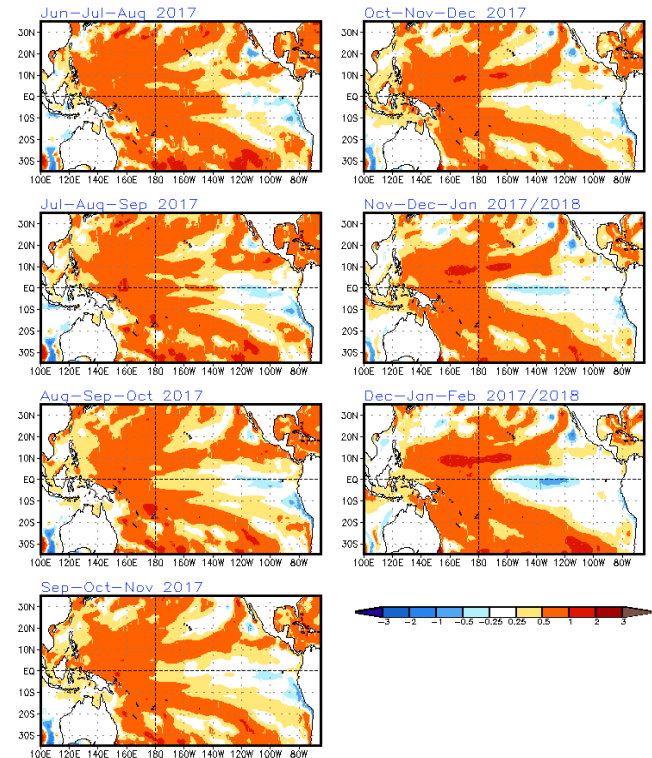 Jun-Jul-Aug 2017
30N
20N
10N
EQ
10S
20S
30S
100E 120E 140E 160E 180 160W 140W 120W 100W 80W
Jul-Aug-Sep 2017
30N
20N
10N
EQ
10S
20S
30S
100E 120E 140E 160E 180 160W 140W 120W 100W 80W
Aug-Sep-Oct 2017
30N
20N
10N
EQ
10S
20S
30S
100E 120E 140E 160E 180 160W 140W 120W 100W 80W
Sep-Oct-Nov 2017
30N
20N
10N
EQ
10S
20S
30S
100E 120E 140E 160E 180 160W 140W 120W 100W 80W
Oct-Nov-Dec 2017
30N
20N
10N
EQ
10S
20S
30S
100E 120E 140E 160E 180 160W 140W 120W 100W 80W
Nov-Dec-Jan 2017/2018
30N
20N
10N
EQ
10S
20S
30S
100E 120E 140E 160E 180 160W 140W 120W 100W 80W
Dec-Jan-Feb 2017/2018
30N
20N
10N
EQ
10S
20S
30S
100E 120E 140E 160E 180 160W 140W 120W 100W 80W
-3 -2 -1 -0.5 -0.25 0.25 0.5 1 2 3